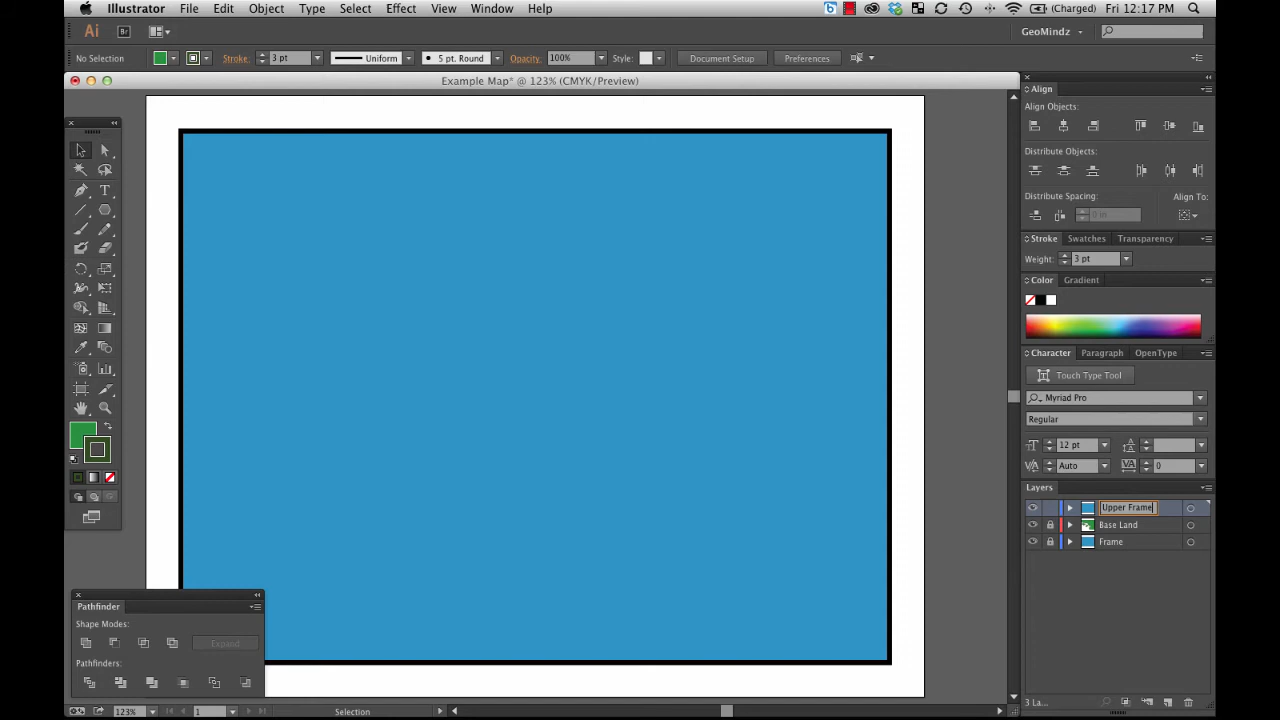 Illustrator File Edit Object Type Select Effect View Window Help (Charged) Fri 12:17 PM
Ai Br GeoMindz
No Selection Stroke: 3 pt Uniform 5 pt. Round Opacity: 100% Style: Document Setup Preferences
Example Map* @ 123% (CMYK/Preview)
Align
Align Objects:
Distribute Objects:
Distribute Spacing: Align To:
0 in
Stroke Swatches Transparency
Weight: 3 pt
Color Gradient
Character Paragraph OpenType
Touch Type Tool
Myriad Pro
Regular
12 pt
Auto 0
Layers
Upper Frame
Base Land
Frame
Pathfinder
Shape Modes:
Expand
Pathfinders:
3 La...
123% 1 Selection